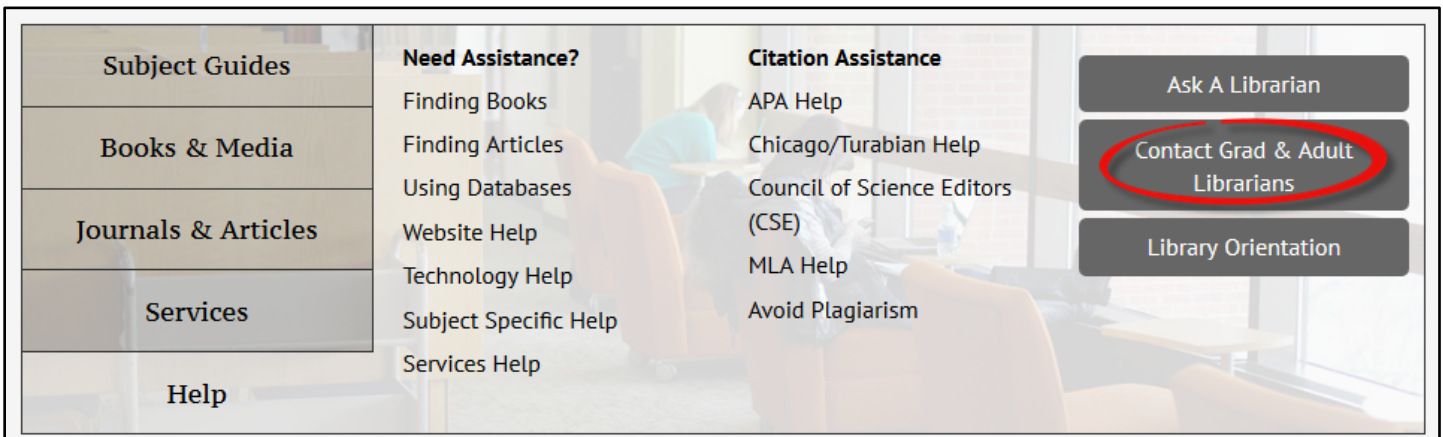 Subject Guides
Books & Media
Journals & Articles
Services
Help
Need Assistance?
Finding Books
Finding Articles
Using Databases
Website Help
Technology Help
Subject Specific Help
Services Help
Citation Assistance
APA Help
Chicago/Turabian Help
Council of Science Editors
(CSE)
MLA Help
Avoid Plagiarism
Ask A Librarian
Contact Grad & Adult
Librarians
Library Orientation